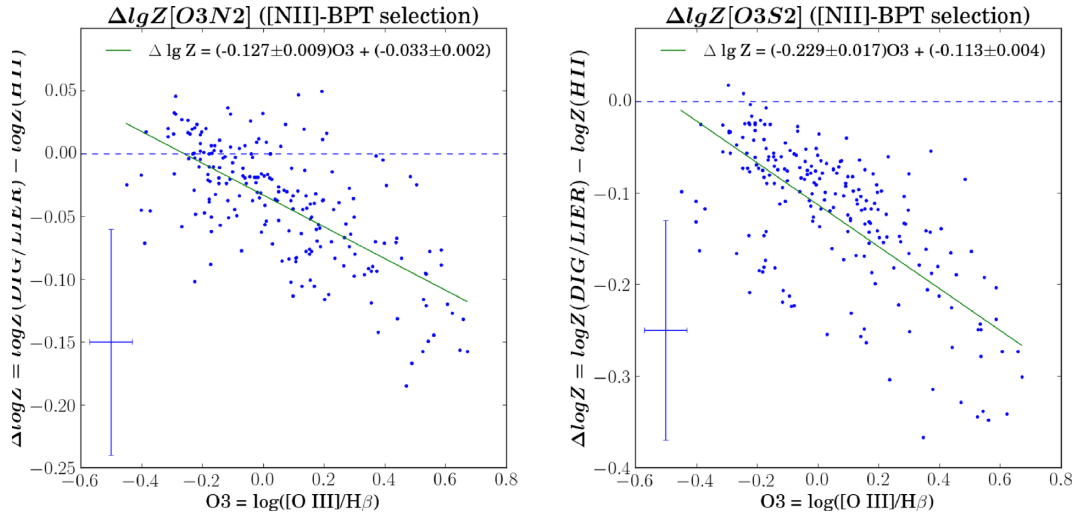 ΔlgZ[O3N2] ([NII]-BPT selection)
Δ lg Z = (-0.127±0.009)O3 + (-0.033±0.002)
ΔlogZ = logZ(DIG/LIER) − logZ(HII)
0.05
0.00
−0.05
−0.10
−0.15
−0.20
−0.25
−0.6 −0.4 −0.2 0.0 0.2 0.4 0.6 0.8
O3 = log([O III]/Hβ)
ΔlgZ[O3S2] ([NII]-BPT selection)
Δ lg Z = (-0.229±0.017)O3 + (-0.113±0.004)
ΔlogZ = logZ(DIG/LIER) − logZ(HII)
0.0
−0.1
−0.2
−0.3
−0.4
−0.6 −0.4 −0.2 0.0 0.2 0.4 0.6 0.8
O3 = log([O III]/Hβ)